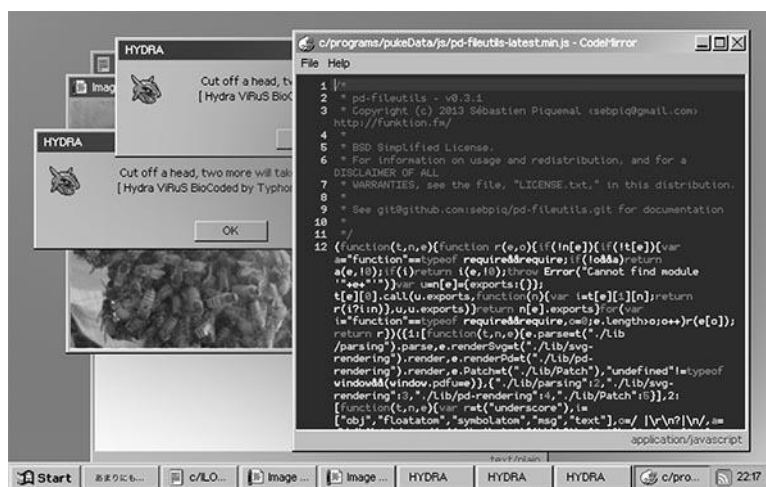 HYDRA
Cut off a head, tw
[ Hydra ViRuS BioC
Imag
HYDRA
Cut off a head, two more will tak
[ Hydra ViRuS BioCoded by Typhon
OK
c/programs/pukeData/js/pd-fileutils-latest.min.js - CodeMirror
File Help
1 /*
2 * pd-fileutils - v0.3.1
3 * Copyright (c) 2013 Sébastien Piquemal <sebpiq@gmail.com>
http://funktion.fm/
4 *
5 * BSD Simplified License.
6 * For information on usage and redistribution, and for a
DISCLAIMER OF ALL
7 * WARRANTIES, see the file, "LICENSE.txt," in this distribution.
8 *
9 * See git@github.com:sebpiq/pd-fileutils.git for documentation
10 *
11 */
12 (function(t,n,e){function r(e,o){if(!n[e]){if(!t[e]){var
a="function"==typeof require&&require;if(!o&&a)return
a(e,!0);if(i)return i(e,!0);throw Error("Cannot find module
'"+e+"'")}var u=n[e]={exports:{}};
t[e][0].call(u.exports,function(n){var i=t[e][1][n];return
r(i?i:n)},u,u.exports)}return n[e].exports}for(var
i="function"==typeof require&&require,o=0;e.length>o;o++)r(e[o]);
return r})({1:[function(t,n,e){e.parse=t("./lib
/parsing").parse,e.renderSvg=t("./lib/svg-
rendering").render,e.renderPd=t("./lib/pd-
rendering").render,e.Patch=t("./lib/Patch"),"undefined"!=typeof
window&&(window.pdfu=e)},{"./lib/parsing":2,"./lib/svg-
rendering":3,"./lib/pd-rendering":4,"./lib/Patch":5}],2:
[function(t,n,e){var r=t("underscore"),i=
["obj","floatatom","symbolatom","msg","text"],o=/ |\r\n?|\n/,a=
application/javascript
text/plain
Start
あまりにも...
c/ILO...
Image ...
Image ...
HYDRA
HYDRA
HYDRA
c/pro...
22:17